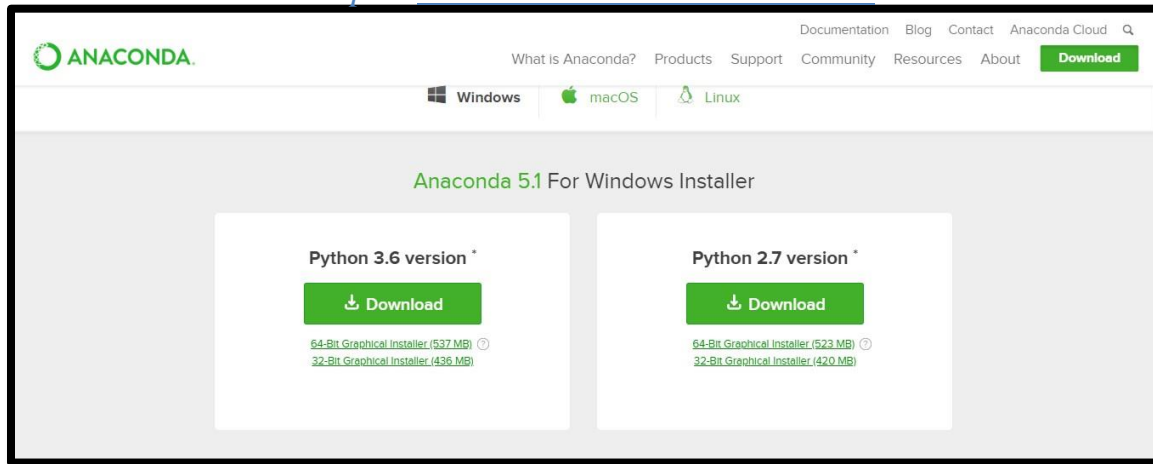 Documentation Blog Contact Anaconda Cloud
ANACONDA.
What is Anaconda? Products Support Community Resources About Download
Windows macOS Linux
Anaconda 5.1 For Windows Installer
Python 3.6 version * Python 2.7 version *
Download Download
64-Bit Graphical Installer (537 MB) ? 64-Bit Graphical Installer (523 MB) ?
32-Bit Graphical Installer (436 MB) 32-Bit Graphical Installer (420 MB)